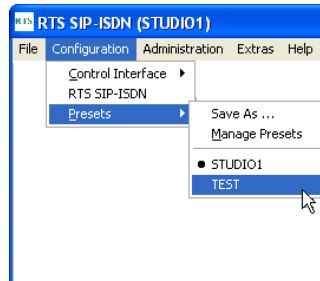 RTS RTS SIP-ISDN (STUDIO1)
File Configuration Administration Extras Help
Control Interface
RTS SIP-ISDN
Presets
Save As ...
Manage Presets
STUDIO1
TEST